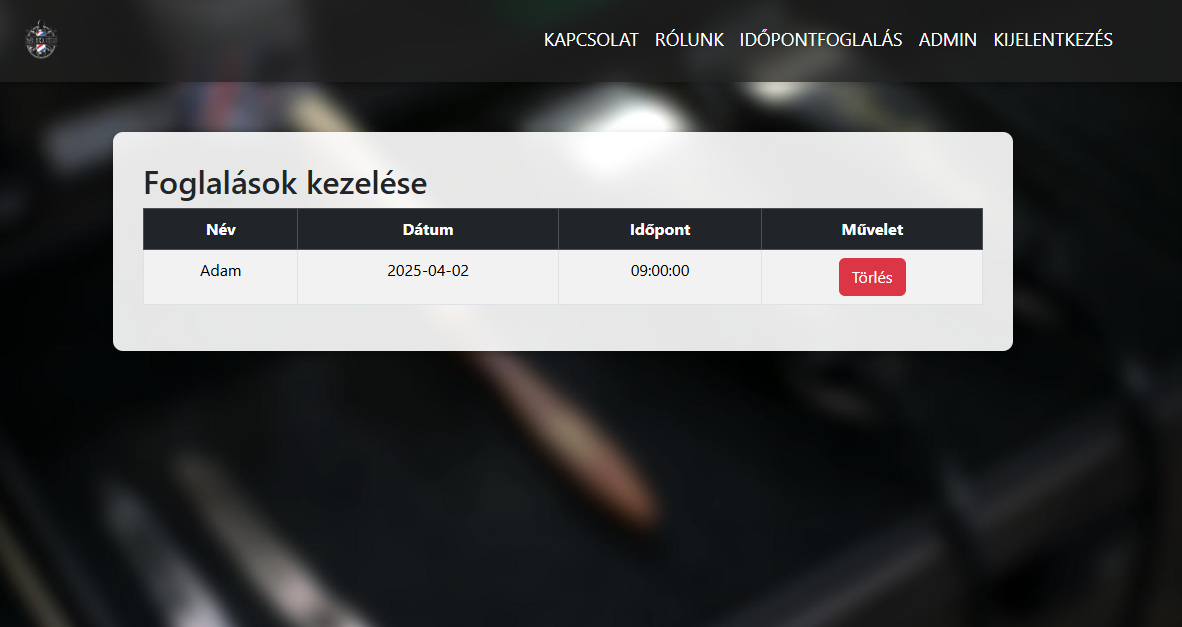 KAPCSOLAT RÓLUNK IDŐPONTFOGLALÁS ADMIN KIJELENTKEZÉS
Foglalások kezelése
Név Dátum Időpont Művelet
Adam 2025-04-02 09:00:00 Törlés